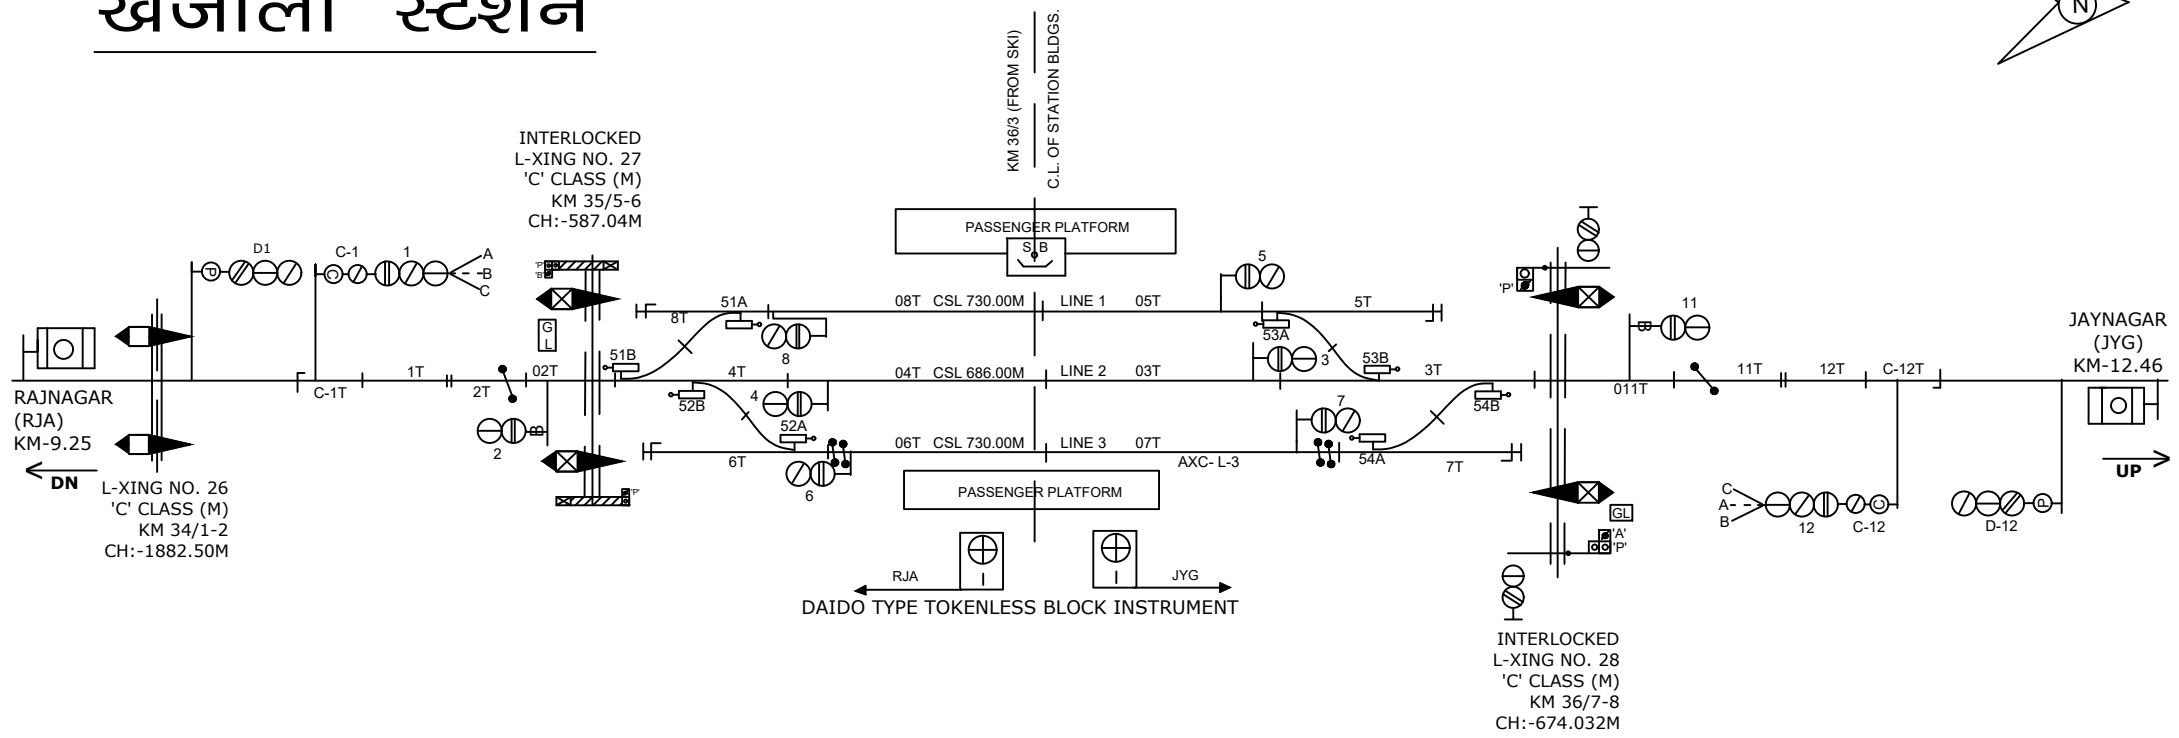 खजौली स्टेशन
N
KM 36/3 (FROM SKI)
C.L. OF STATION BLDGS.
INTERLOCKED
L-XING NO. 27
'C' CLASS (M)
KM 35/5-6
CH:-587.04M
PASSENGER PLATFORM
S B
D1
P
C-1
C
1
A
B
C
'P'
'B'
G
L
5
'P'
11
B
JAYNAGAR
(JYG)
KM-12.46
51A
08T CSL 730.00M LINE 1 05T
5T
8T
8
53A
51B
3
53B
RAJNAGAR
(RJA)
KM-9.25
C-1T
1T
2T
02T
4T
04T CSL 686.00M LINE 2 03T
3T
011T
11T
12T
C-12T
52B
4
7
54B
2
B
52A
06T CSL 730.00M LINE 3 07T
6T
AXC- L-3
54A
7T
6
DN
UP
L-XING NO. 26
'C' CLASS (M)
KM 34/1-2
CH:-1882.50M
'P'
PASSENGER PLATFORM
GL
'A'
'P'
C
A
B
12
C-12
C
D-12
P
RJA
JYG
DAIDO TYPE TOKENLESS BLOCK INSTRUMENT
INTERLOCKED
L-XING NO. 28
'C' CLASS (M)
KM 36/7-8
CH:-674.032M